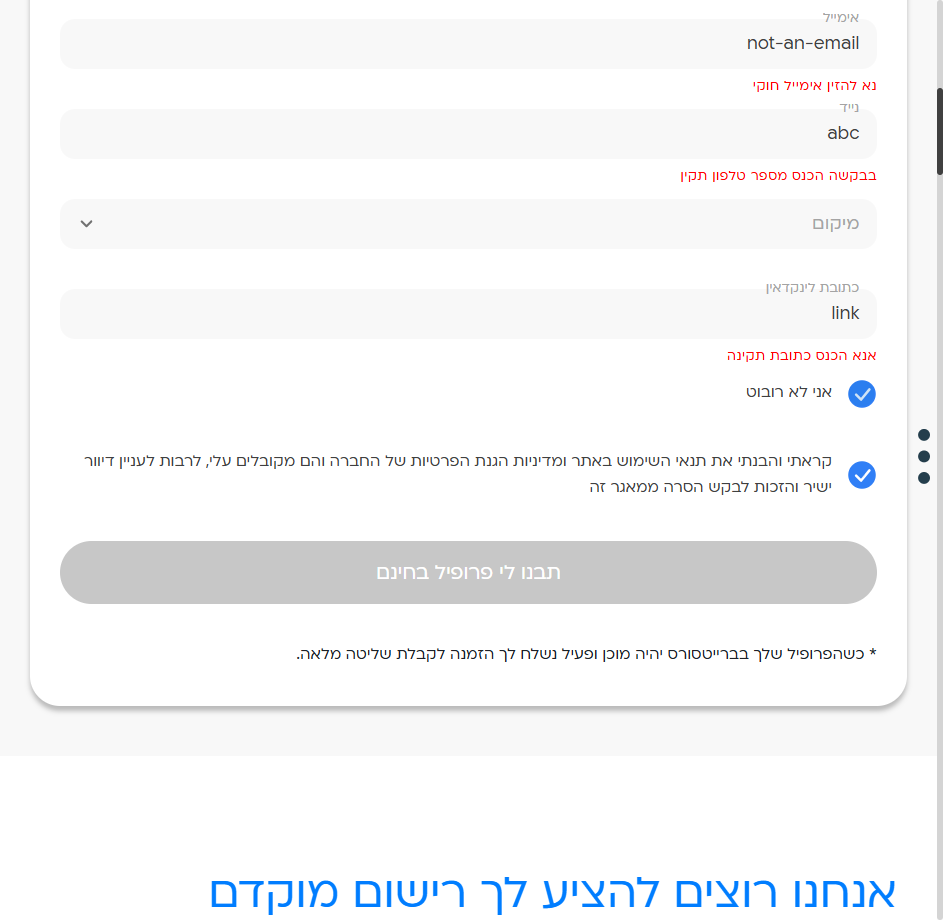 אימייל
not-an-email
נא להזין אימייל חוקי
נייד
abc
בבקשה הכנס מספר טלפון תקין
מיקום
כתובת לינקדאין
link
אנא הכנס כתובת תקינה
אני לא רובוט
קראתי והבנתי את תנאי השימוש באתר ומדיניות הגנת הפרטיות של החברה והם מקובלים עלי, לרבות לעניין דיוור
ישיר והזכות לבקש הסרה ממאגר זה
תבנו לי פרופיל בחינם
* כשהפרופיל שלך בברייטסורס יהיה מוכן ופעיל נשלח לך הזמנה לקבלת שליטה מלאה.
אנחנו רוצים להציע לך רישום מוקדם